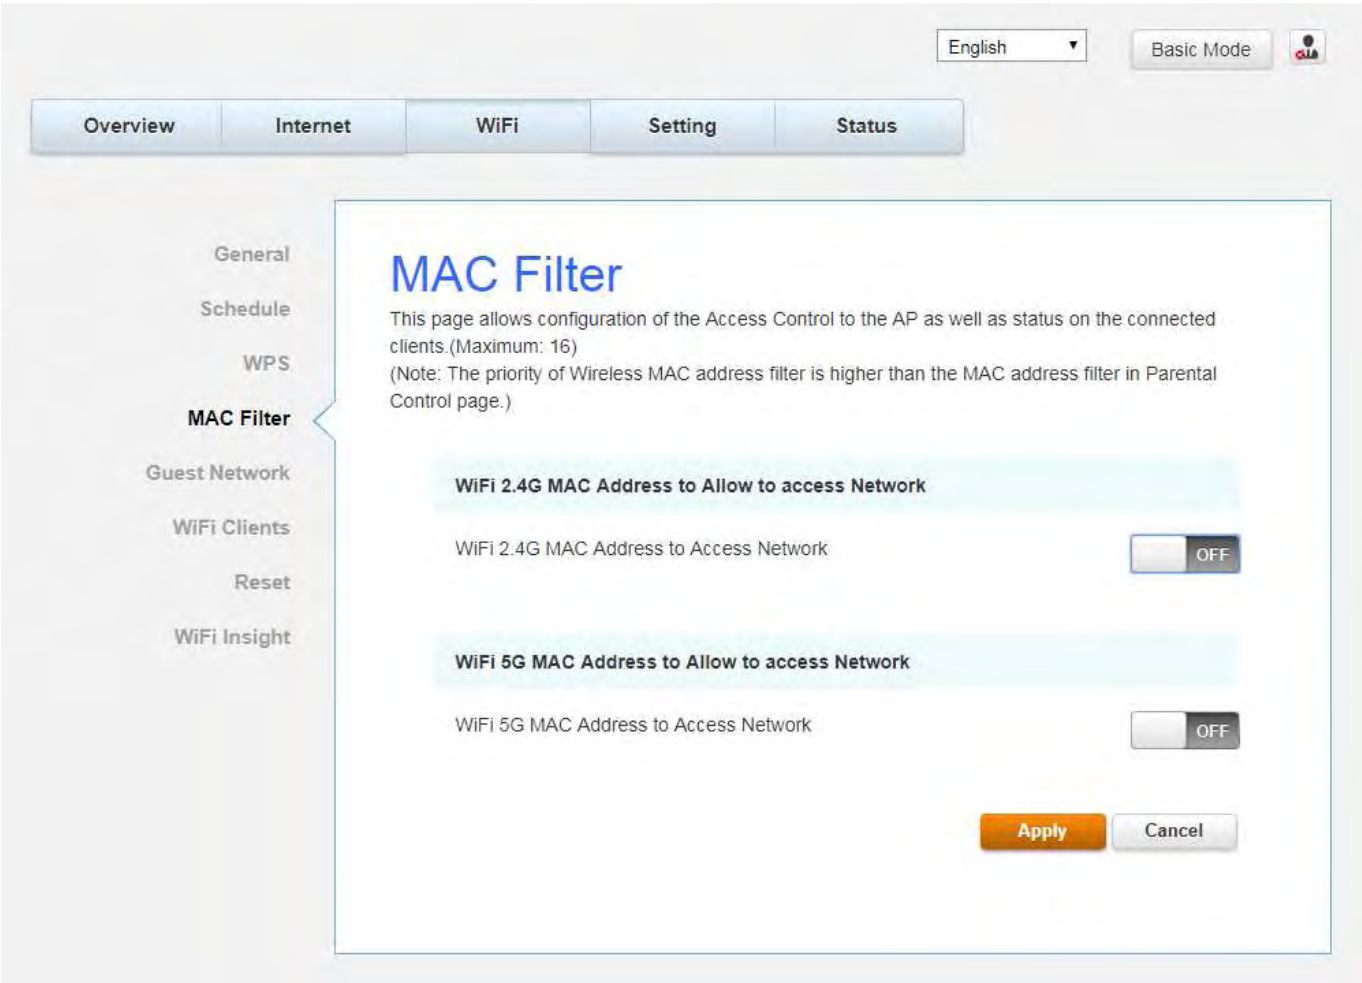 English
Basic Mode
Overview Internet WiFi Setting Status
General
Schedule
WPS
MAC Filter
Guest Network
WiFi Clients
Reset
WiFi Insight
MAC Filter
This page allows configuration of the Access Control to the AP as well as status on the connected
clients.(Maximum: 16)
(Note: The priority of Wireless MAC address filter is higher than the MAC address filter in Parental
Control page.)
WiFi 2.4G MAC Address to Allow to access Network
WiFi 2.4G MAC Address to Access Network OFF
WiFi 5G MAC Address to Allow to access Network
WiFi 5G MAC Address to Access Network OFF
Apply Cancel